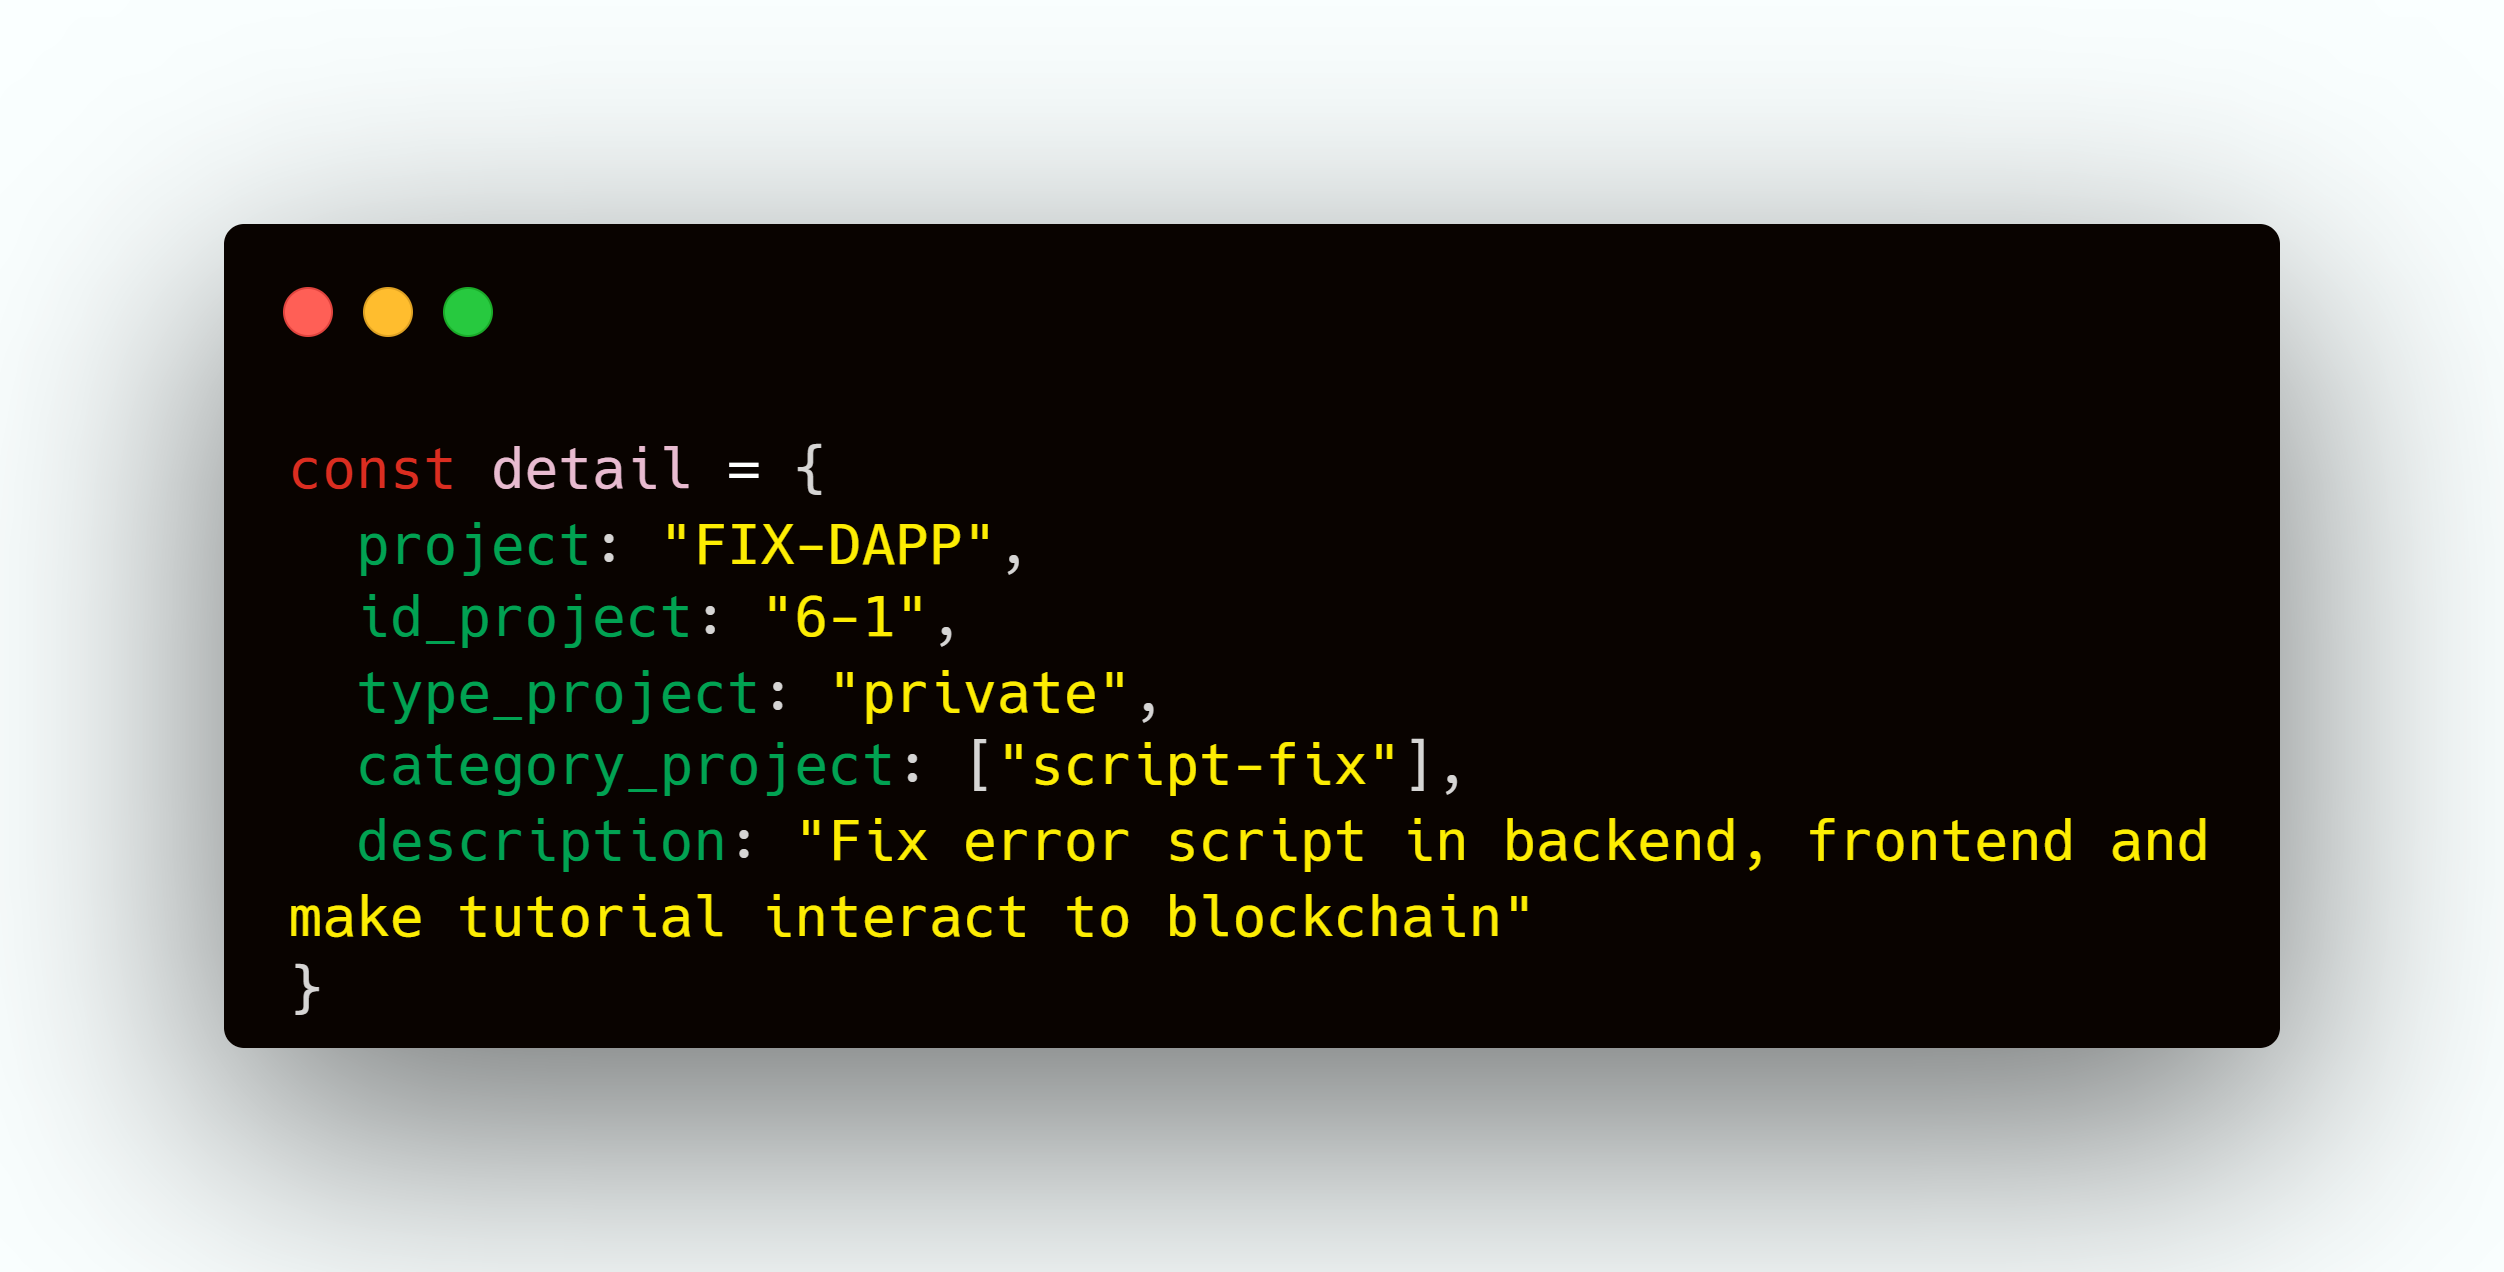 const detail = {
  project: "FIX-DAPP",
  id_project: "6-1",
  type_project: "private",
  category_project: ["script-fix"],
  description: "Fix error script in backend, frontend and
make tutorial interact to blockchain"
}